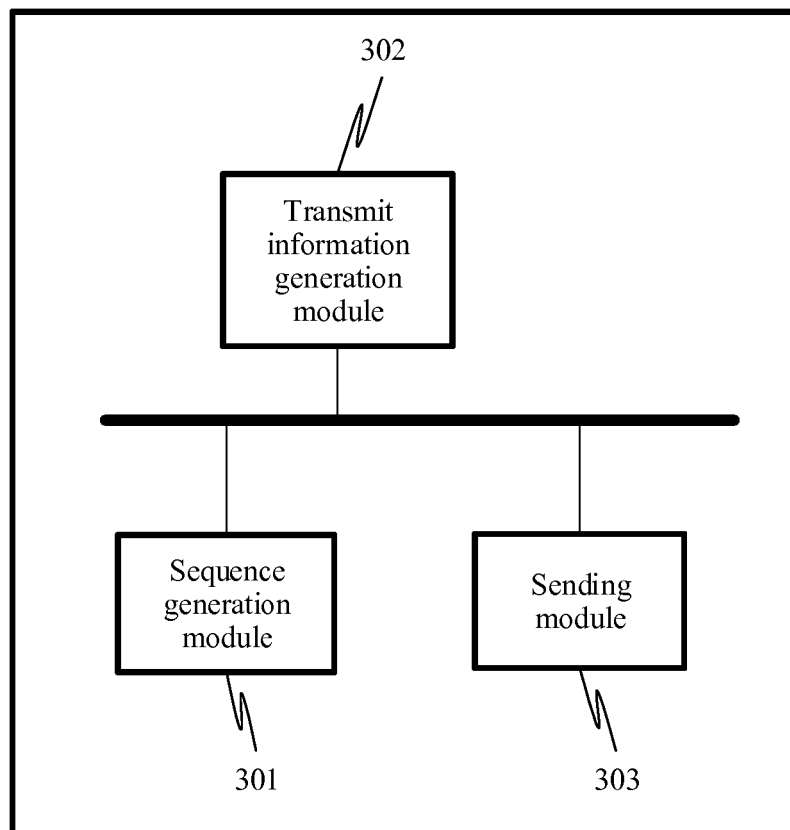 302
Transmit
information
generation
module
Sequence
generation
module
Sending
module
301
303